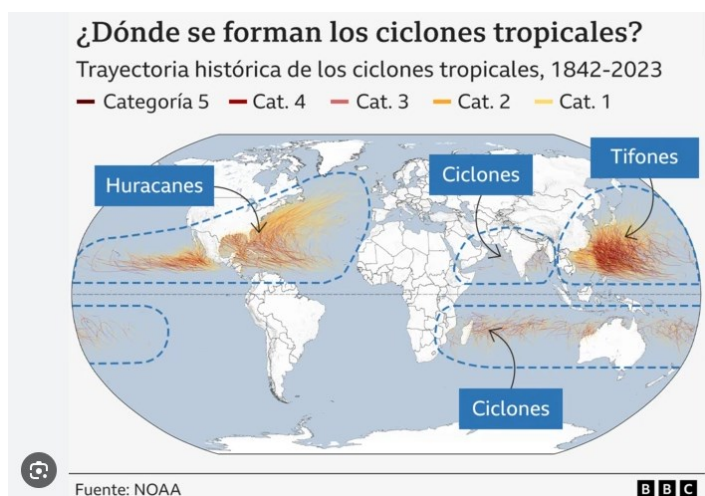 ¿Dónde se forman los ciclones tropicales?
Trayectoria histórica de los ciclones tropicales, 1842-2023
Categoría 5 Cat. 4 Cat. 3 Cat. 2 Cat. 1
Tifones
Ciclones
Huracanes
Ciclones
Fuente: NOAA
BBC